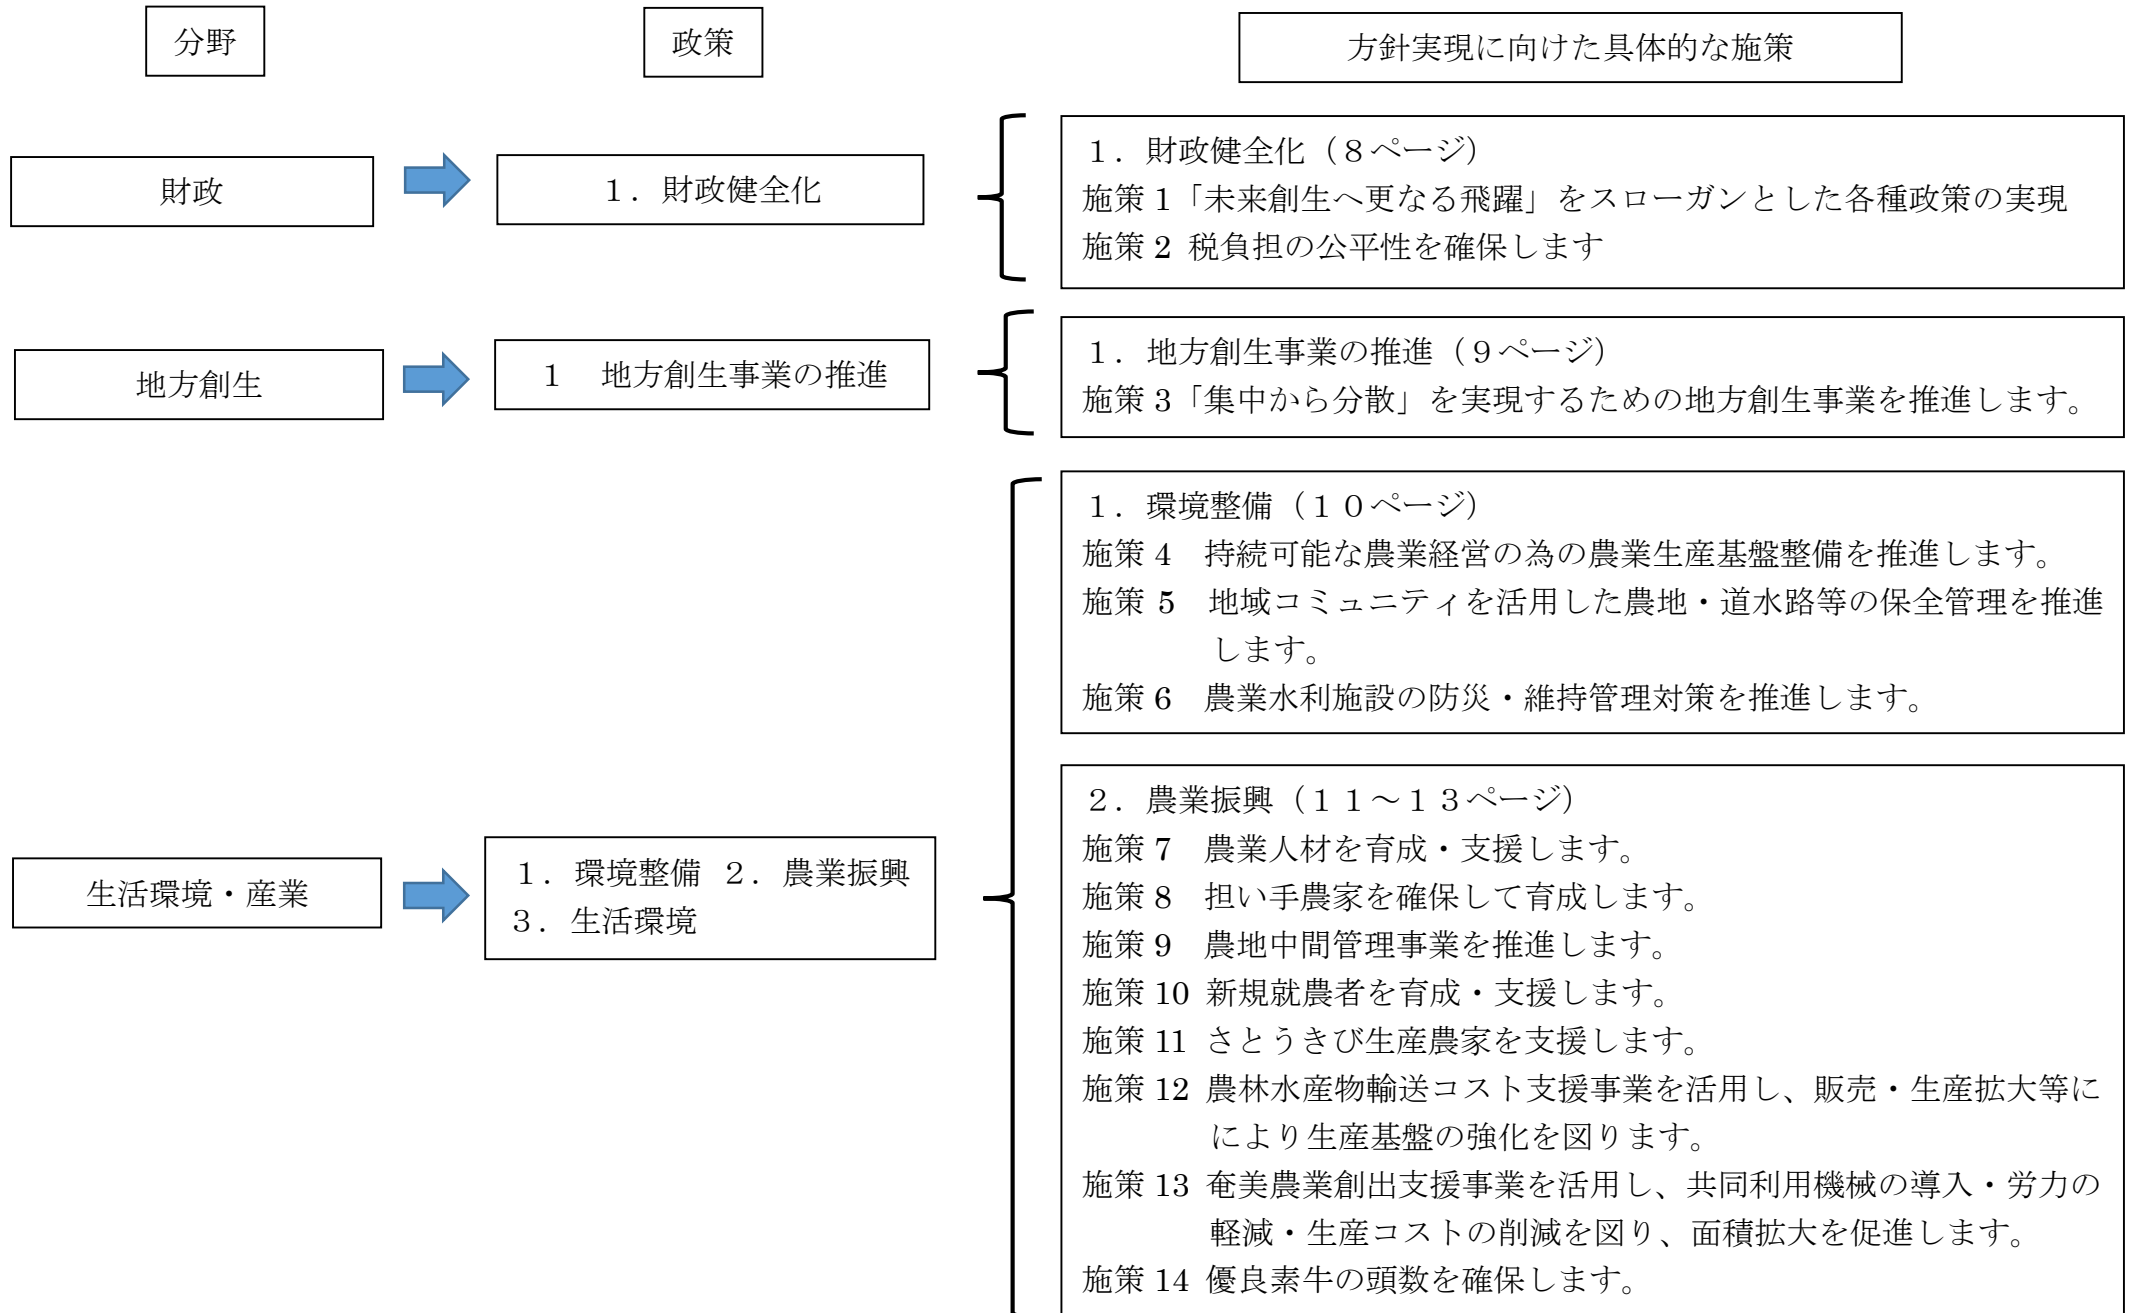 分野
政策
方針実現に向けた具体的な施策
財政
１．財政健全化
１．財政健全化（８ページ）
施策 1「未来創生へ更なる飛躍」をスローガンとした各種政策の実現
施策 2 税負担の公平性を確保します
地方創生
1　地方創生事業の推進
１．地方創生事業の推進（９ページ）
施策 3「集中から分散」を実現するための地方創生事業を推進します。
生活環境・産業
１．環境整備 ２．農業振興
３．生活環境
１．環境整備（１０ページ）
施策 4　持続可能な農業経営の為の農業生産基盤整備を推進します。
施策 5　地域コミュニティを活用した農地・道水路等の保全管理を推進
します。
施策 6　農業水利施設の防災・維持管理対策を推進します。
２．農業振興（１１～１３ページ）
施策 7　農業人材を育成・支援します。
施策 8　担い手農家を確保して育成します。
施策 9　農地中間管理事業を推進します。
施策 10 新規就農者を育成・支援します。
施策 11 さとうきび生産農家を支援します。
施策 12 農林水産物輸送コスト支援事業を活用し、販売・生産拡大等に
により生産基盤の強化を図ります。
施策 13 奄美農業創出支援事業を活用し、共同利用機械の導入・労力の
軽減・生産コストの削減を図り、面積拡大を促進します。
施策 14 優良素牛の頭数を確保します。